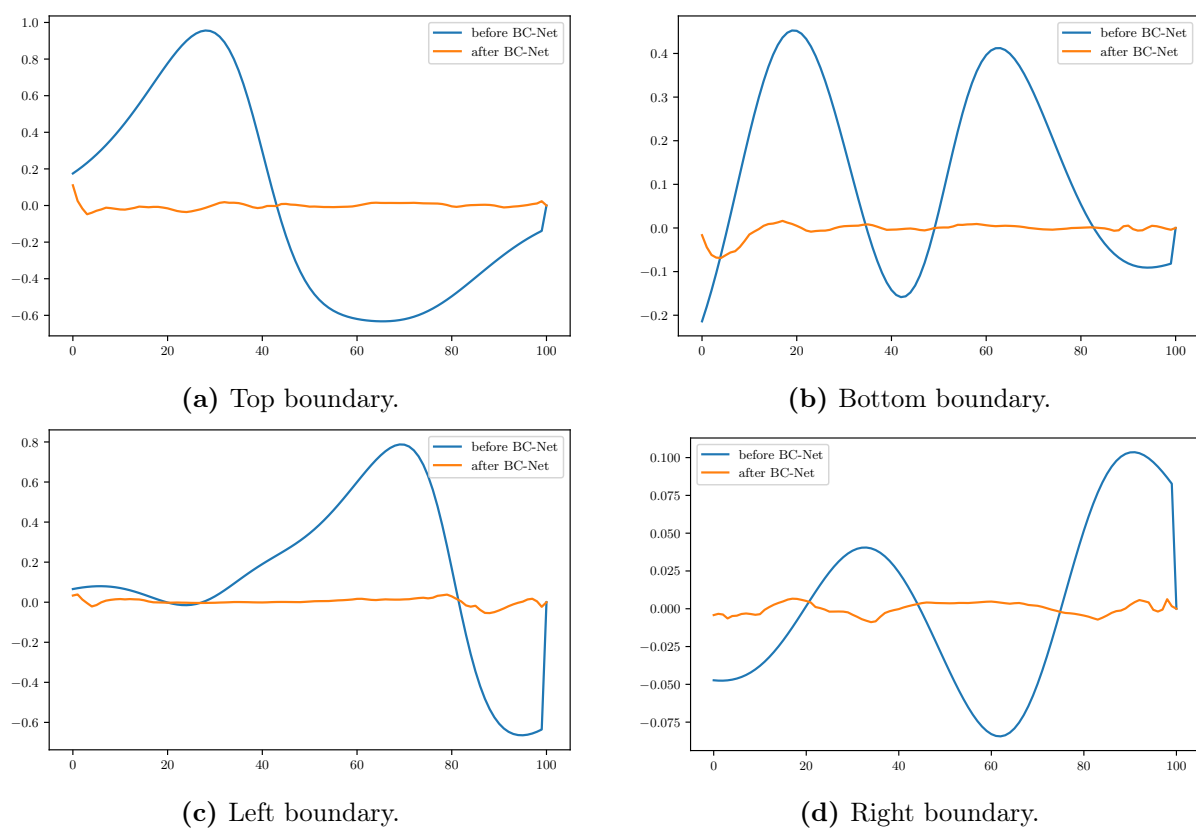 1.0
0.8
0.6
0.4
0.2
0.0
−0.2
−0.4
−0.6
0 20 40 60 80 100
before BC-Net
after BC-Net
(a) Top boundary.
0.4
0.3
0.2
0.1
0.0
−0.1
−0.2
0 20 40 60 80 100
before BC-Net
after BC-Net
(b) Bottom boundary.
0.8
0.6
0.4
0.2
0.0
−0.2
−0.4
−0.6
0 20 40 60 80 100
before BC-Net
after BC-Net
(c) Left boundary.
0.100
0.075
0.050
0.025
0.000
−0.025
−0.050
−0.075
0 20 40 60 80 100
before BC-Net
after BC-Net
(d) Right boundary.